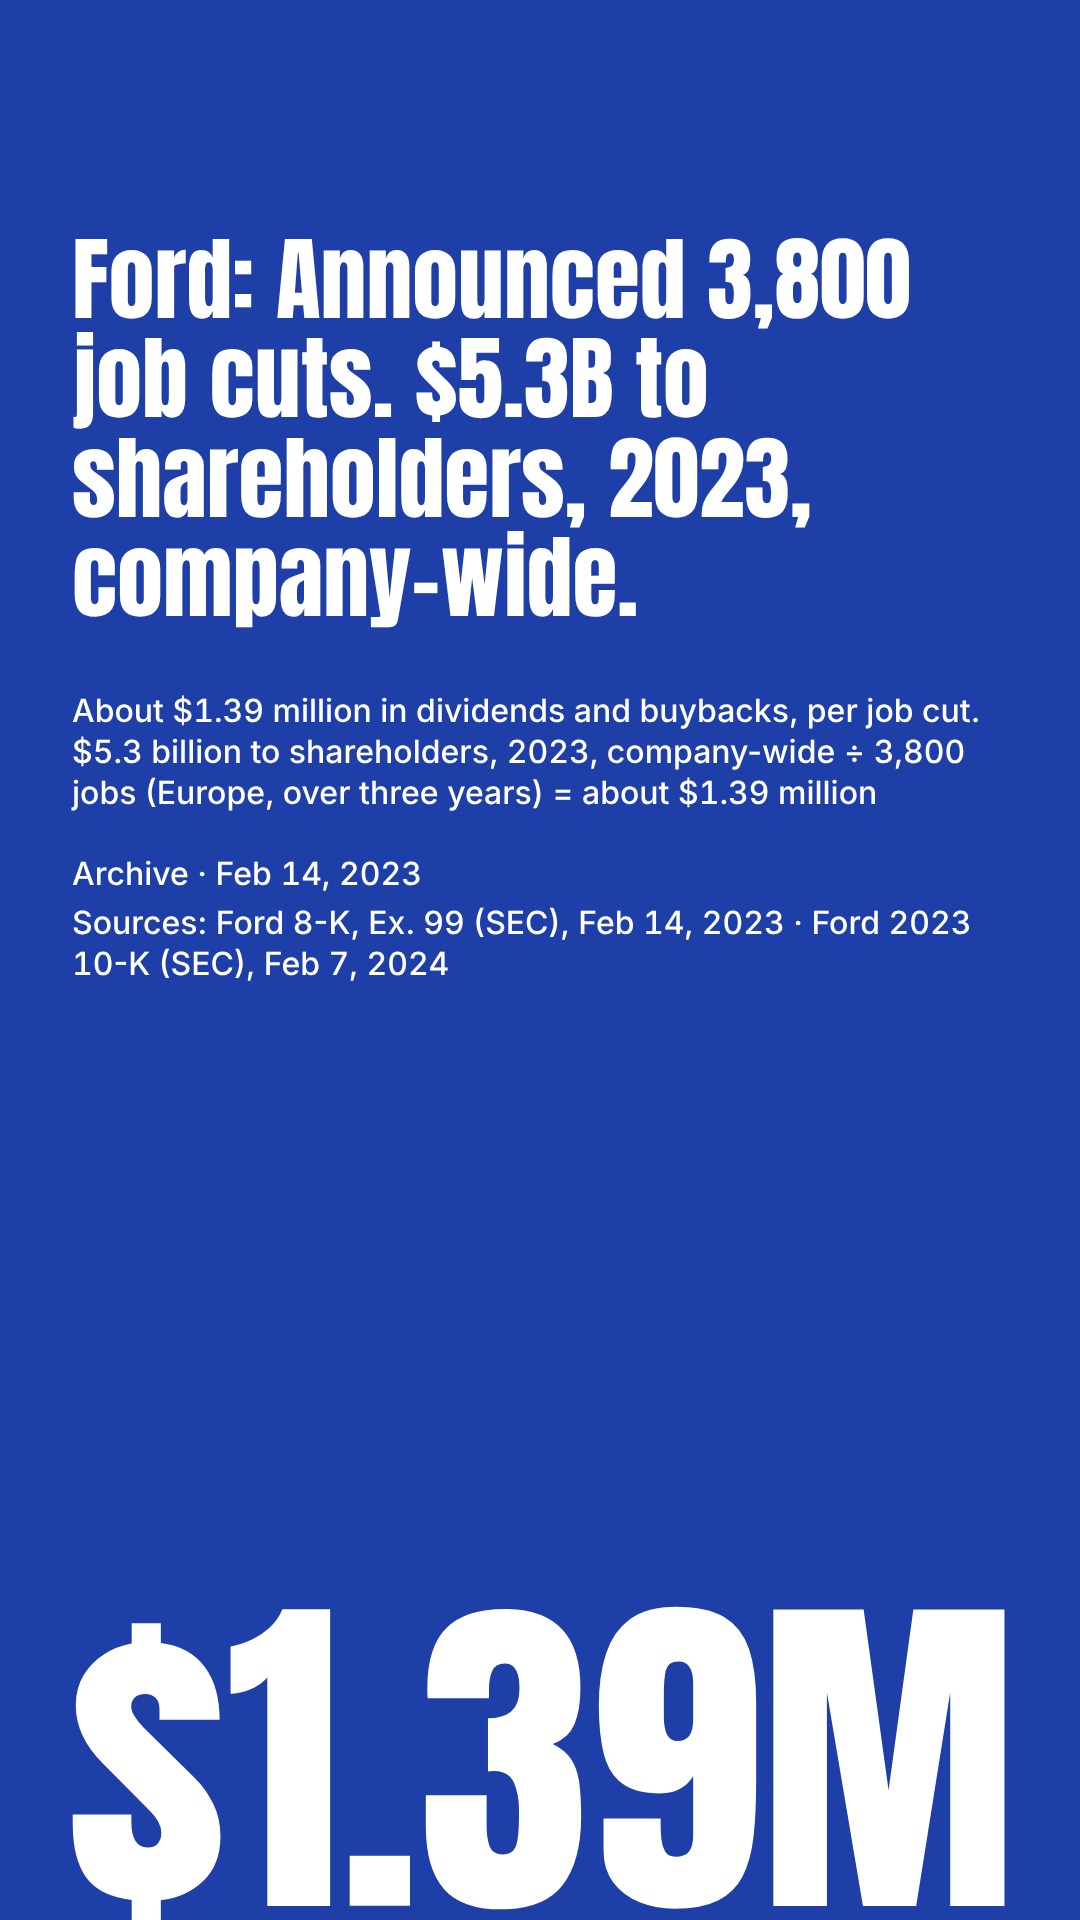 Ford: Announced 3,800
job cuts. $5.3B to
shareholders, 2023,
company-wide.
About $1.39 million in dividends and buybacks, per job cut.
$5.3 billion to shareholders, 2023, company-wide ÷ 3,800
jobs (Europe, over three years) = about $1.39 million
Archive · Feb 14, 2023
Sources: Ford 8-K, Ex. 99 (SEC), Feb 14, 2023 · Ford 2023
10-K (SEC), Feb 7, 2024
$1.39M